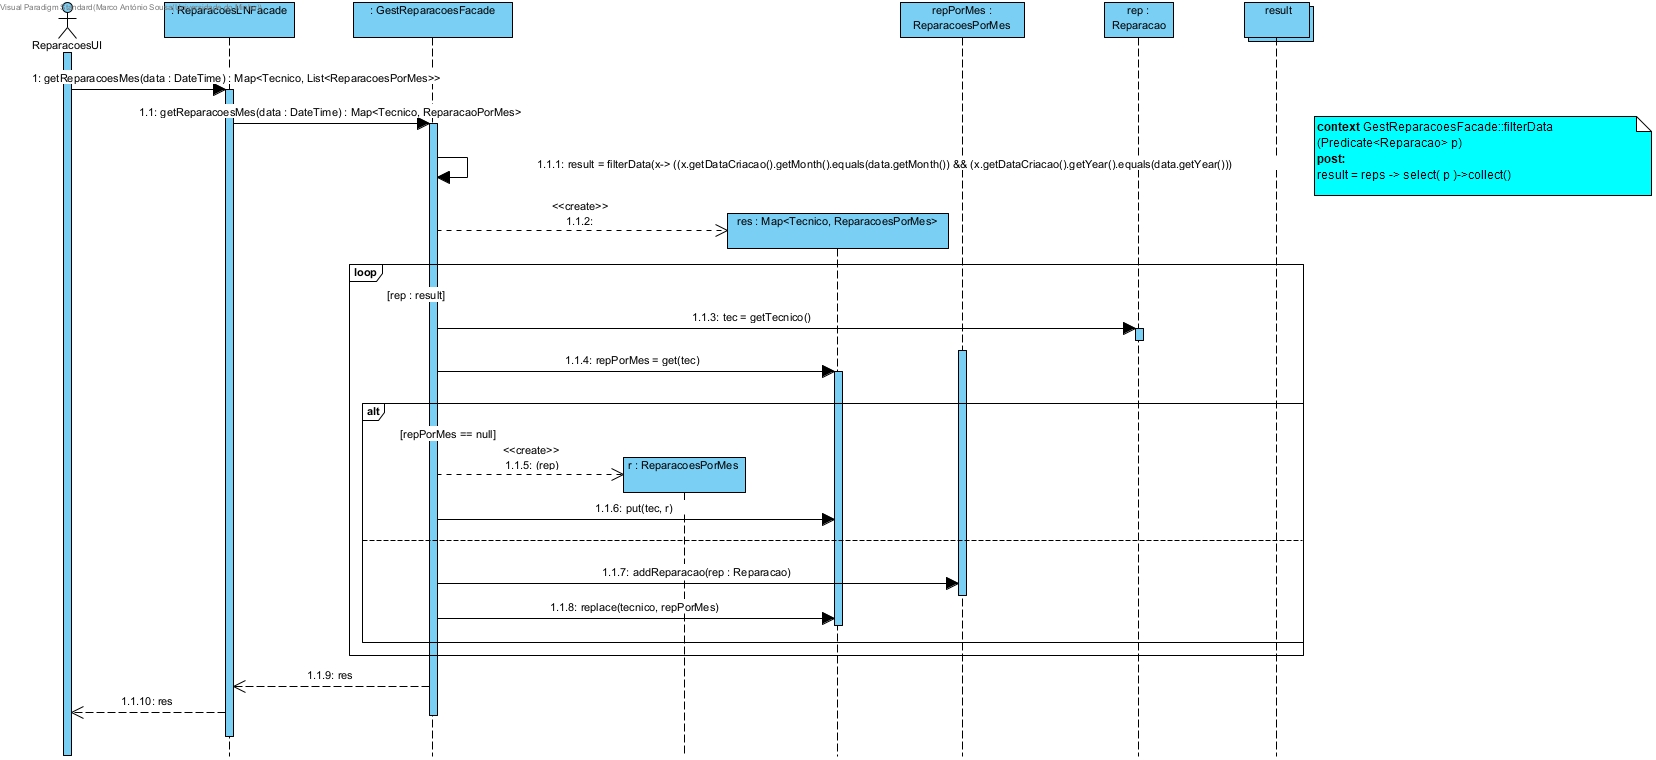 Visual Paradigm Standard(Marco António Sousa
: ReparacoesLNFacade
: GestReparacoesFacade
repPorMes :
ReparacoesPorMes
rep :
Reparacao
result
ReparacoesUI
1: getReparacoesMes(data : DateTime) : Map<Tecnico, List<ReparacoesPorMes>>
1.1: getReparacoesMes(data : DateTime) : Map<Tecnico, ReparacaoPorMes>
context GestReparacoesFacade::filterData
(Predicate<Reparacao> p)
post:
result = reps -> select( p )->collect()
1.1.1: result = filterData(x-> ((x.getDataCriacao().getMonth().equals(data.getMonth()) && (x.getDataCriacao().getYear().equals(data.getYear()))
<<create>>
1.1.2:
res : Map<Tecnico, ReparacoesPorMes>
loop
[rep : result]
1.1.3: tec = getTecnico()
1.1.4: repPorMes = get(tec)
alt
[repPorMes == null]
<<create>>
1.1.5: (rep)
r : ReparacoesPorMes
1.1.6: put(tec, r)
1.1.7: addReparacao(rep : Reparacao)
1.1.8: replace(tecnico, repPorMes)
1.1.9: res
1.1.10: res